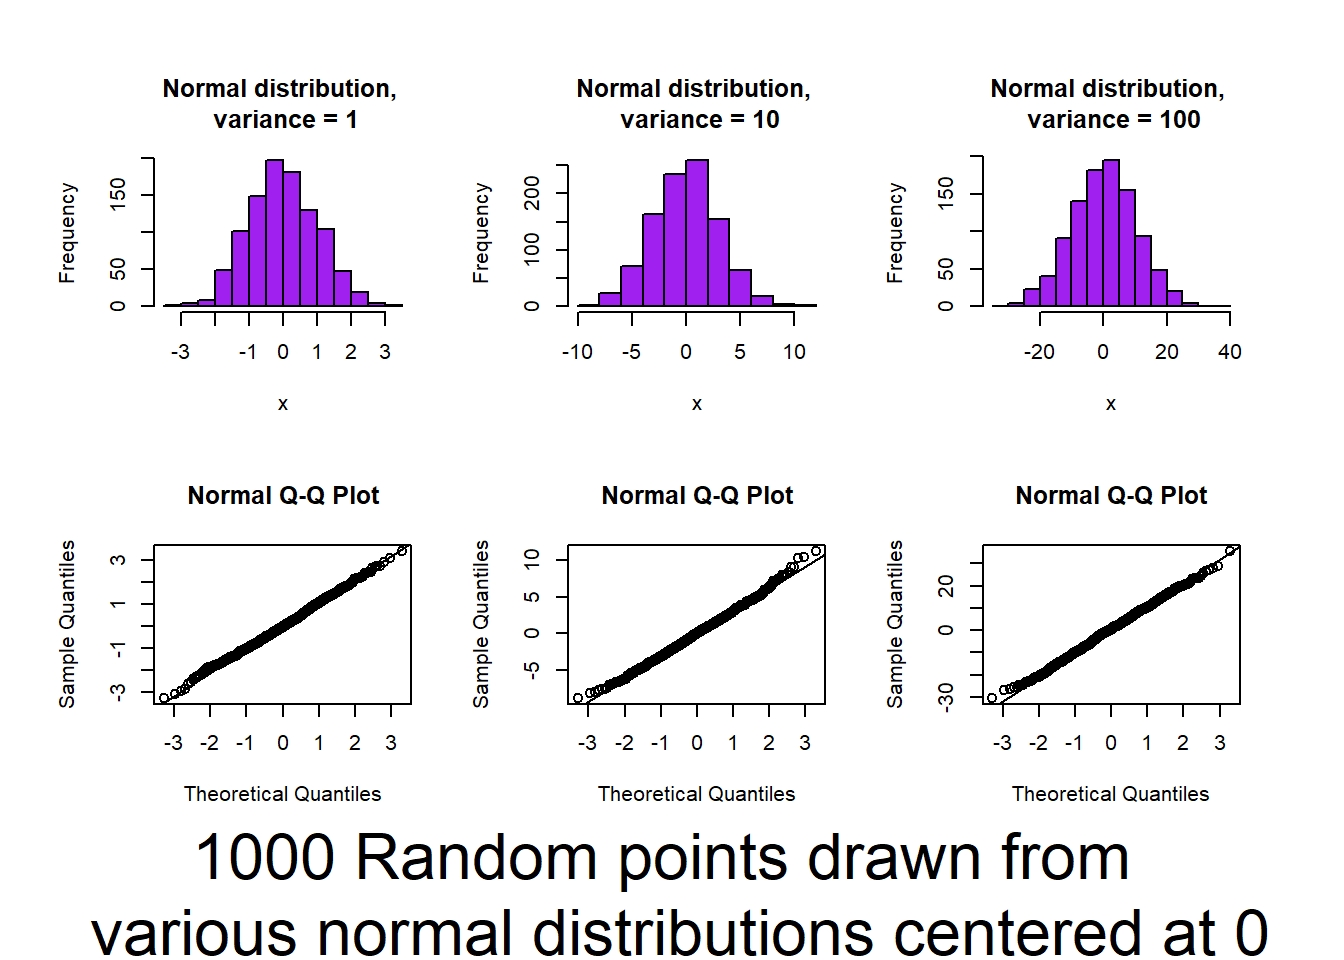 Normal distribution,
variance = 1
Frequency
0
50
150
-3
-1
0
1
2
3
x
Normal distribution,
variance = 10
Frequency
0
100
200
-10
-5
0
5
10
x
Normal distribution,
variance = 100
Frequency
0
50
150
-20
0
20
40
x
Normal Q-Q Plot
Sample Quantiles
-3
-1
1
3
-3
-2
-1
0
1
2
3
Theoretical Quantiles
Normal Q-Q Plot
Sample Quantiles
-5
0
5
10
-3
-2
-1
0
1
2
3
Theoretical Quantiles
Normal Q-Q Plot
Sample Quantiles
-30
0
20
-3
-2
-1
0
1
2
3
Theoretical Quantiles
1000 Random points drawn from
various normal distributions centered at 0